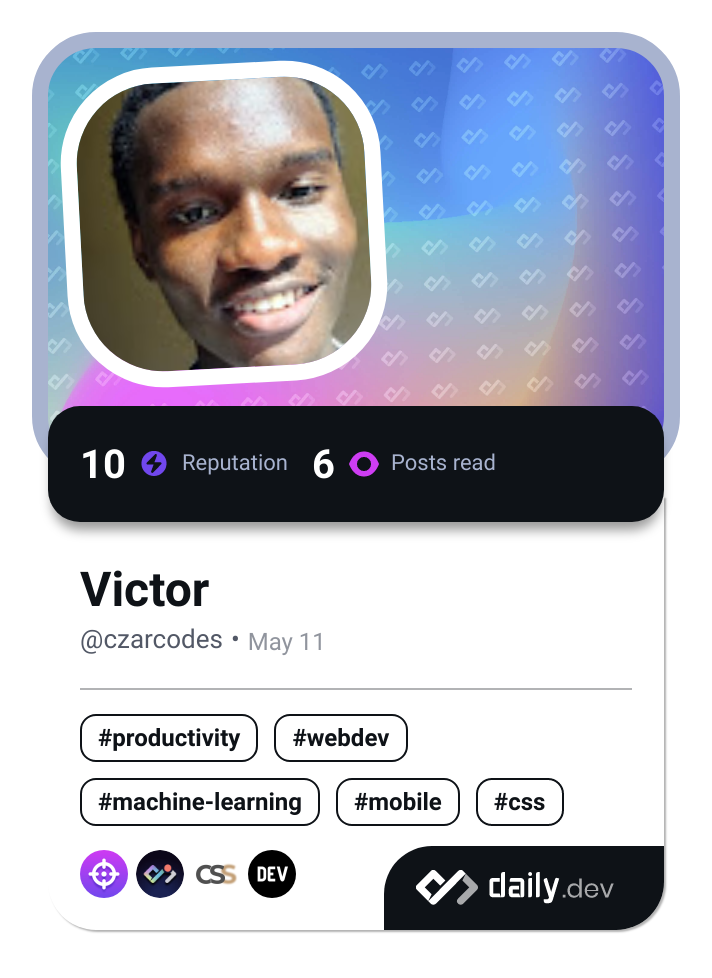 10 Reputation 6 Posts read
Victor
@czarcodes • May 11
#productivity #webdev
#machine-learning #mobile #css
CSS DEV
daily.dev